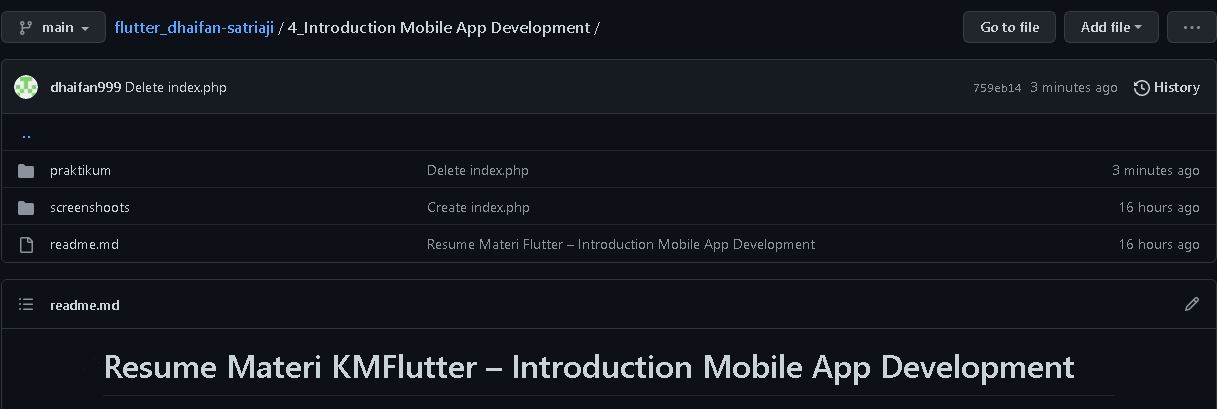 main flutter_dhaifan-satriaji / 4_Introduction Mobile App Development / Go to file Add file ...
dhaifan999 Delete index.php 759eb14 3 minutes ago History
..
praktikum Delete index.php 3 minutes ago
screenshoots Create index.php 16 hours ago
readme.md Resume Materi Flutter – Introduction Mobile App Development 16 hours ago
readme.md
Resume Materi KMFlutter – Introduction Mobile App Development